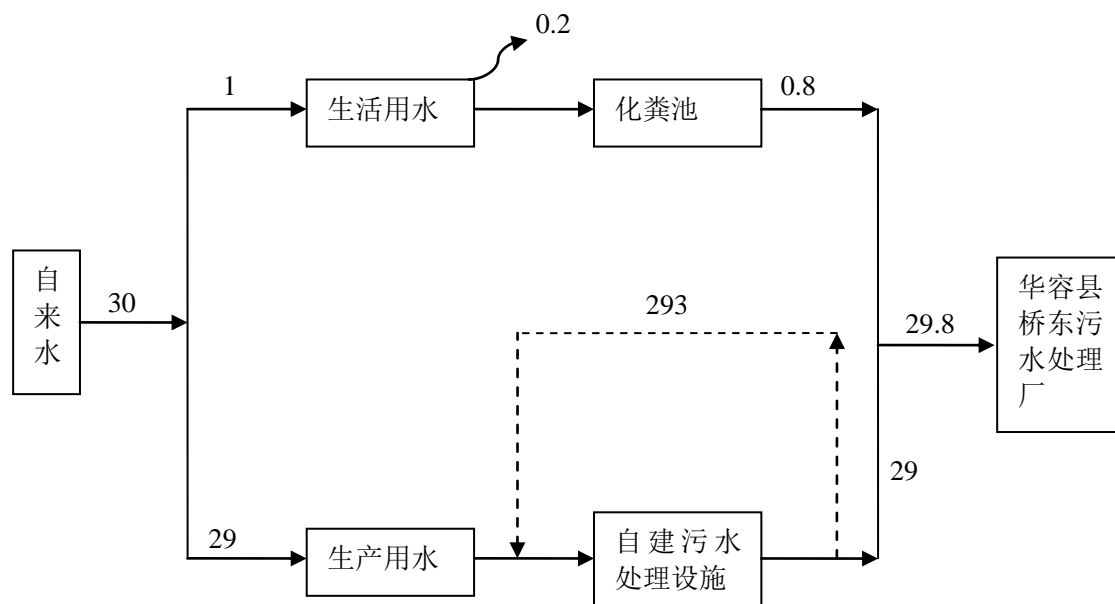 0.2
1
生活用水
化粪池
0.8
自
来
水
30
293
29.8
华容县
桥东污
水处理
厂
29
29
生产用水
自建污水
处理设施